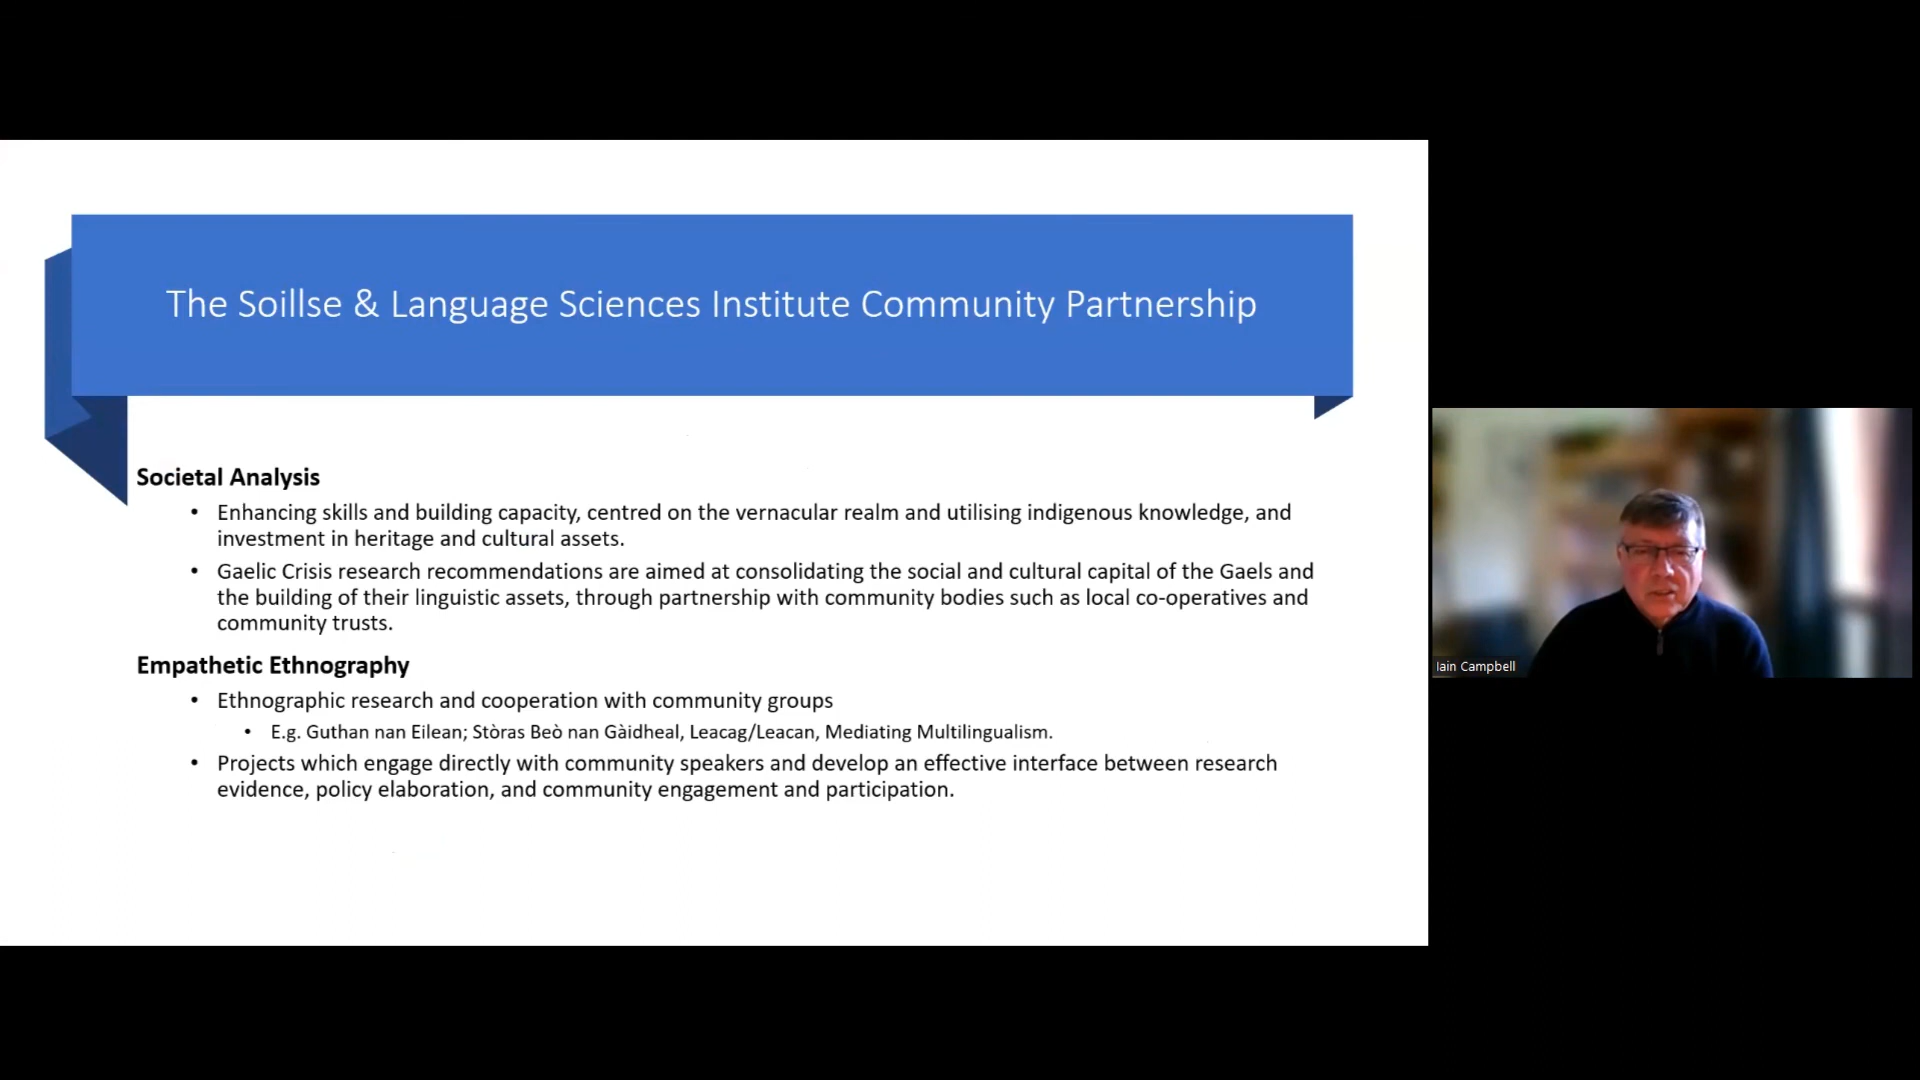 The Soillse & Language Sciences Institute Community Partnership
Societal Analysis
• Enhancing skills and building capacity, centred on the vernacular realm and utilising indigenous knowledge, and
investment in heritage and cultural assets.
• Gaelic Crisis research recommendations are aimed at consolidating the social and cultural capital of the Gaels and
the building of their linguistic assets, through partnership with community bodies such as local co-operatives and
community trusts.
Empathetic Ethnography
• Ethnographic research and cooperation with community groups
• E.g. Guthan nan Eilean; Stòras Beò nan Gàidheal, Leacag/Leacan, Mediating Multilingualism.
• Projects which engage directly with community speakers and develop an effective interface between research
evidence, policy elaboration, and community engagement and participation.
Iain Campbell